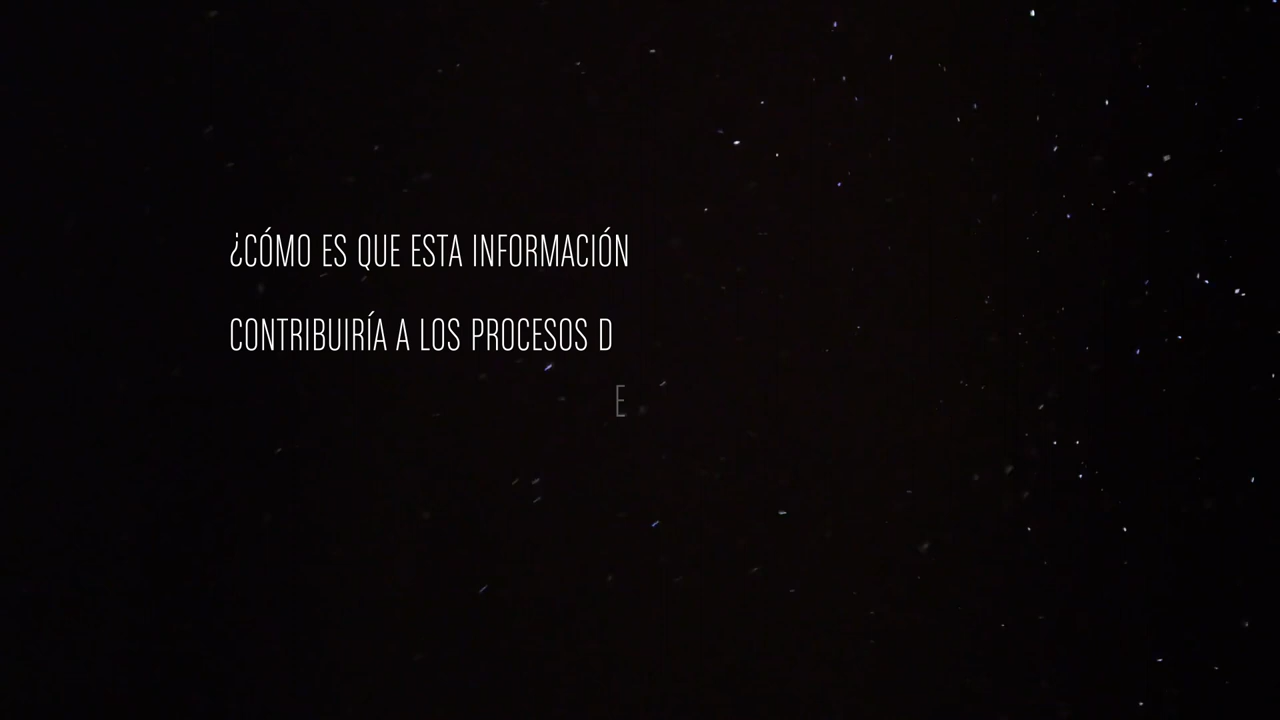 ¿CÓMO ES QUE ESTA INFORMACIÓN
CONTRIBUIRÍA A LOS PROCESOS D
E